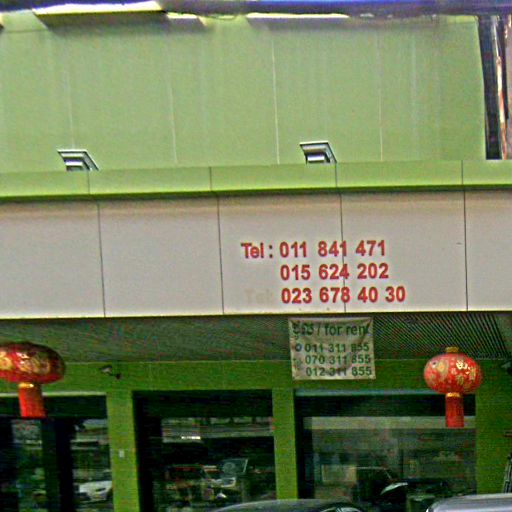 Tel : 011 841 471
015 624 202
023 678 40 30
/ for rent
011 311 855
070 311 855
012 311 855